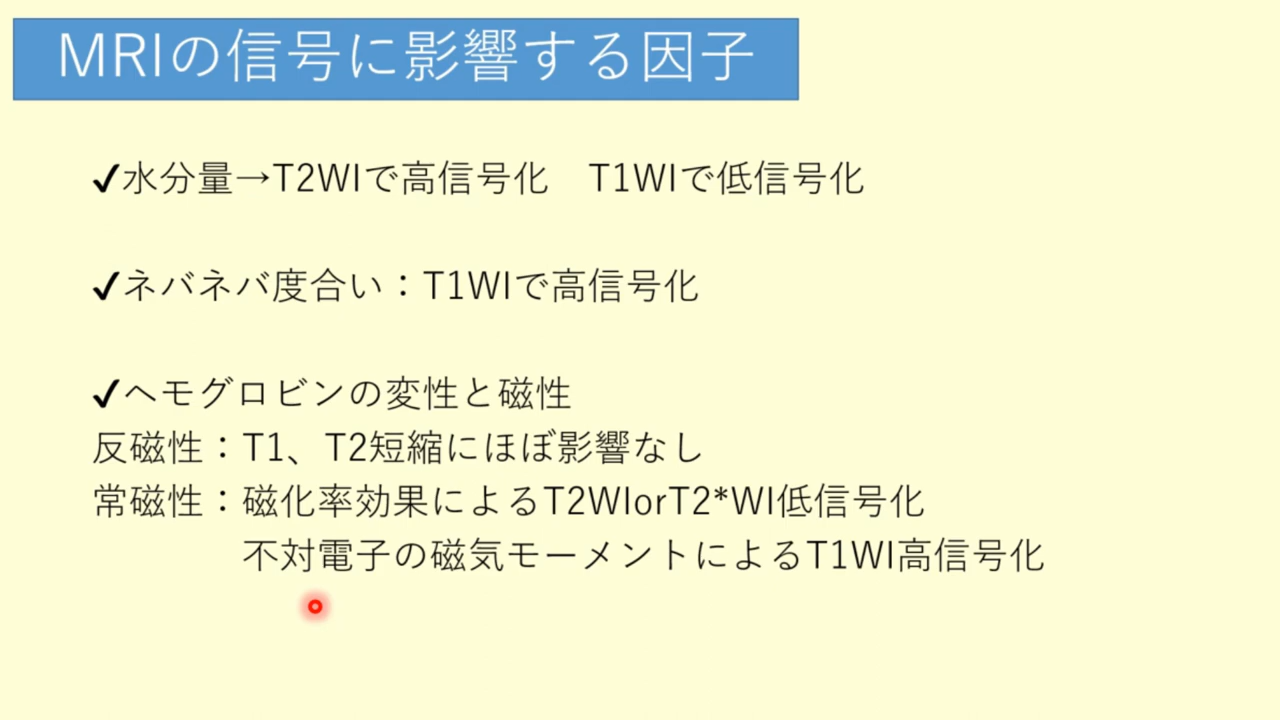 MRIの信号に影響する因子
✓水分量→T2WIで高信号化　T1WIで低信号化
✓ネバネバ度合い：T1WIで高信号化
✓ヘモグロビンの変性と磁性
反磁性：T1、T2短縮にほぼ影響なし
常磁性：磁化率効果によるT2WIorT2*WI低信号化
不対電子の磁気モーメントによるT1WI高信号化